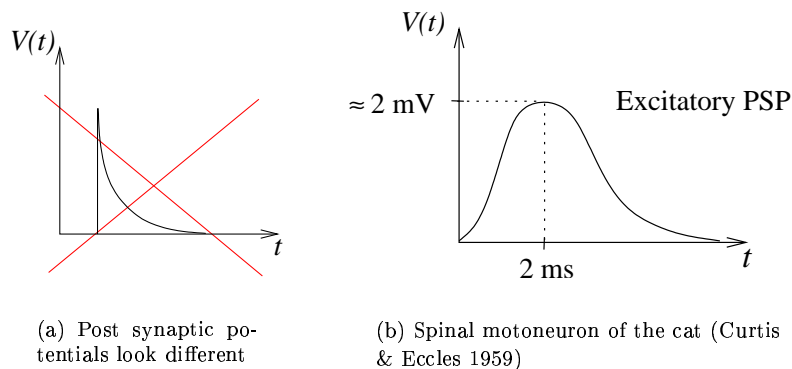 V(t)
t
(a) Post synaptic po-
tentials look different
V(t)
≈ 2 mV
Excitatory PSP
t
2 ms
(b) Spinal motoneuron of the cat (Curtis
& Eccles 1959)